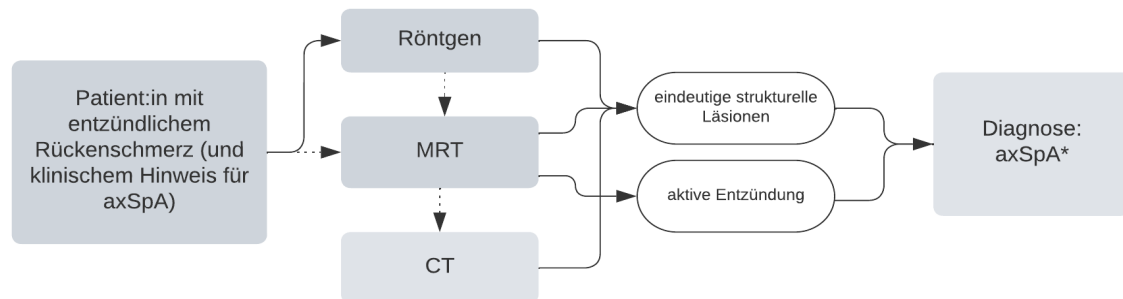 Patient:in mit
entzündlichem
Rückenschmerz (und
klinischem Hinweis für
axSpA)
Röntgen
MRT
CT
eindeutige strukturelle
Läsionen
aktive Entzündung
Diagnose:
axSpA*